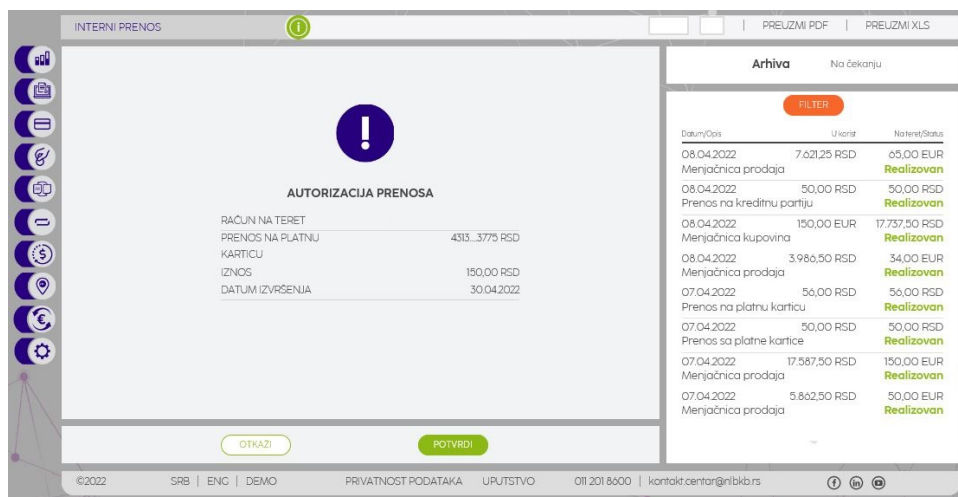 INTERNI PRENOS
i
PREUZMI PDF | PREUZMI XLS
!
AUTORIZACIJA PRENOSA
RAČUN NA TERET
PRENOS NA PLATNU KARTICU 4313...3775 RSD
IZNOS 150,00 RSD
DATUM IZVRŠENJA 30.04.2022
OTKAŽI
POTVRDI
Arhiva Na čekanju
FILTER
Datum/Opis U korist Na teret/Status
08.04.2022 7.621,25 RSD 65,00 EUR
Menjačnica prodaja Realizovan
08.04.2022 50,00 RSD 50,00 RSD
Prenos na kreditnu partiju Realizovan
08.04.2022 150,00 EUR 17.737,50 RSD
Menjačnica kupovina Realizovan
08.04.2022 3.986,50 RSD 34,00 EUR
Menjačnica prodaja Realizovan
07.04.2022 56,00 RSD 56,00 RSD
Prenos na platnu karticu Realizovan
07.04.2022 50,00 RSD 50,00 RSD
Prenos sa platne kartice Realizovan
07.04.2022 17.587,50 RSD 150,00 EUR
Menjačnica prodaja Realizovan
07.04.2022 5.862,50 RSD 50,00 EUR
Menjačnica prodaja Realizovan
©2022 SRB | ENG | DEMO PRIVATNOST PODATAKA UPUTSTVO 011 201 8600 | kontakt.centar@nlbkb.rs